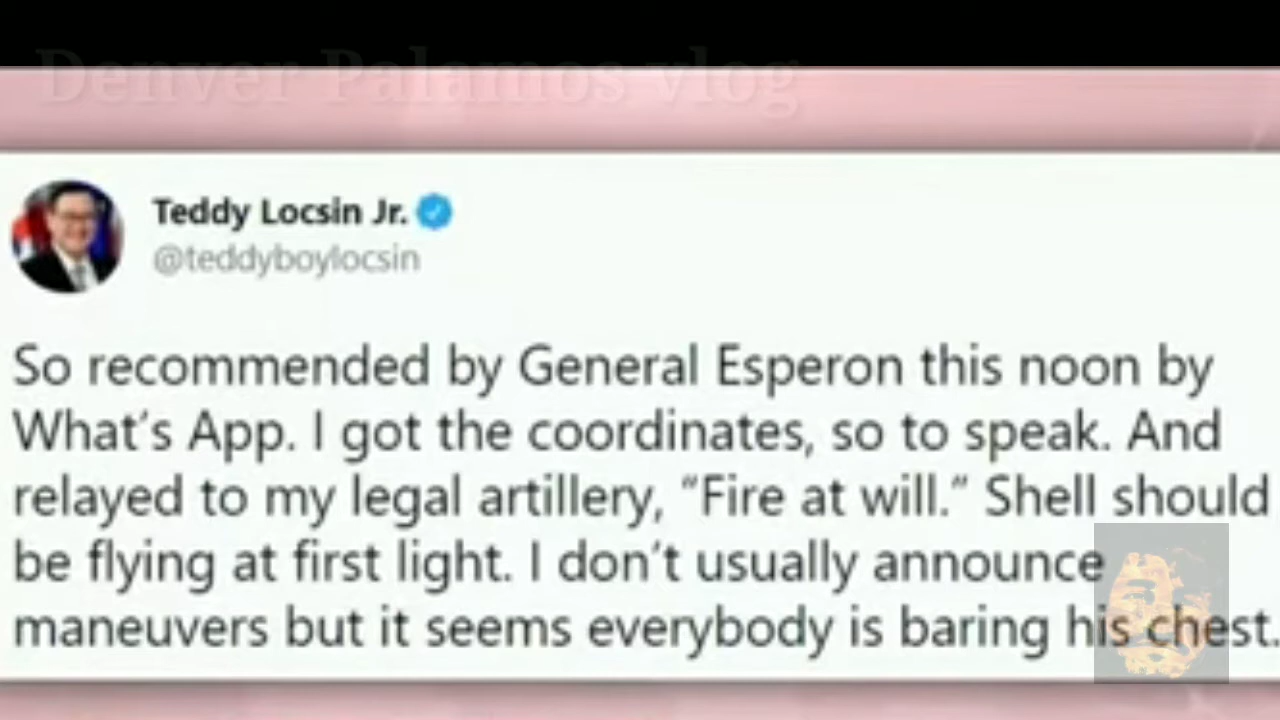 Denver Palamos vlog
Teddy Locsin Jr.
@teddyboylocsin
So recommended by General Esperon this noon by
What's App. I got the coordinates, so to speak. And
relayed to my legal artillery, “Fire at will.” Shell should
be flying at first light. I don't usually announce
maneuvers but it seems everybody is baring his chest.